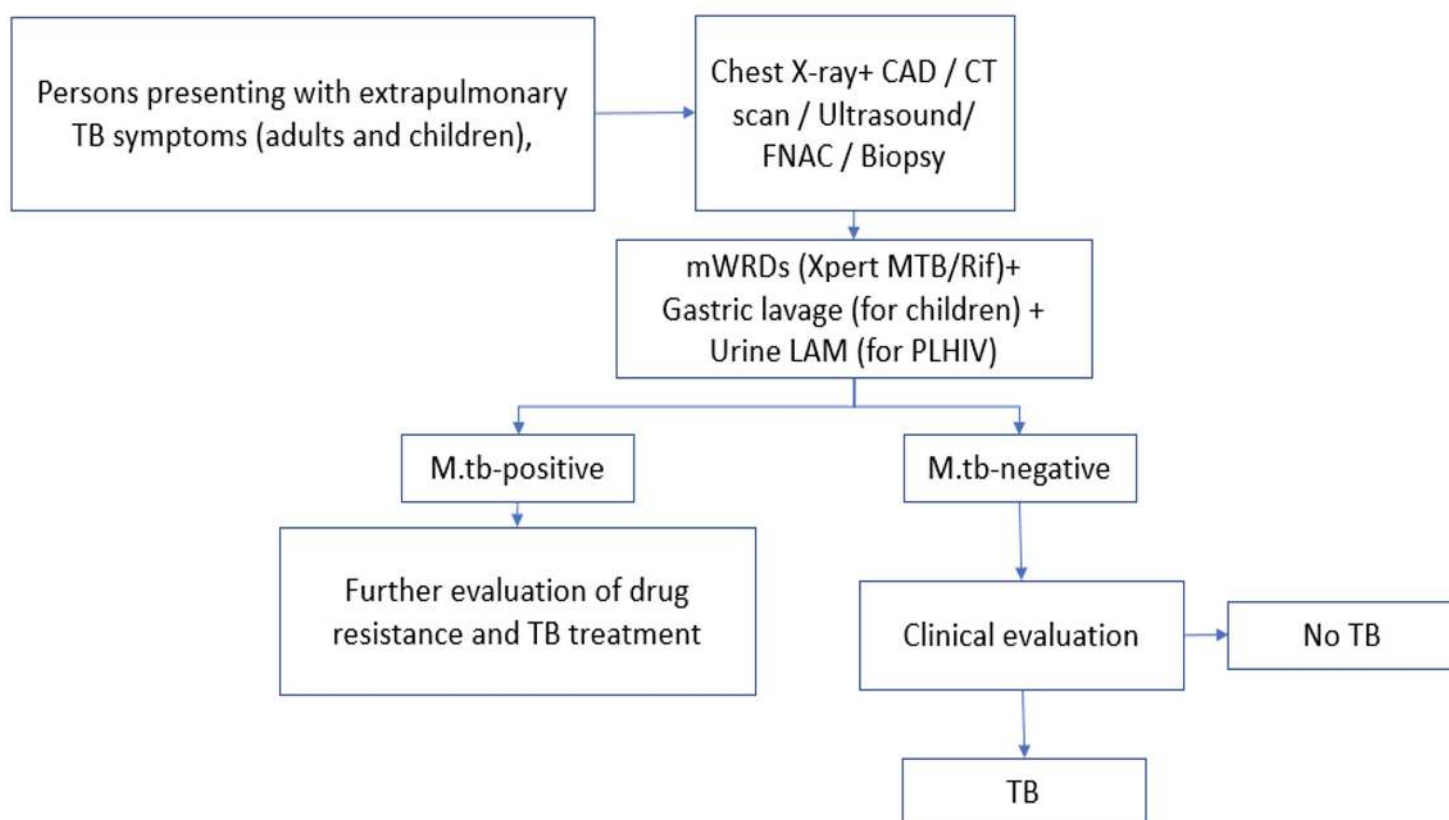 Persons presenting with extrapulmonary
TB symptoms (adults and children),
Chest X-ray+ CAD / CT
scan / Ultrasound/
FNAC / Biopsy
mWRDs (Xpert MTB/Rif)+
Gastric lavage (for children) +
Urine LAM (for PLHIV)
M.tb-positive
M.tb-negative
Further evaluation of drug
resistance and TB treatment
Clinical evaluation
No TB
TB